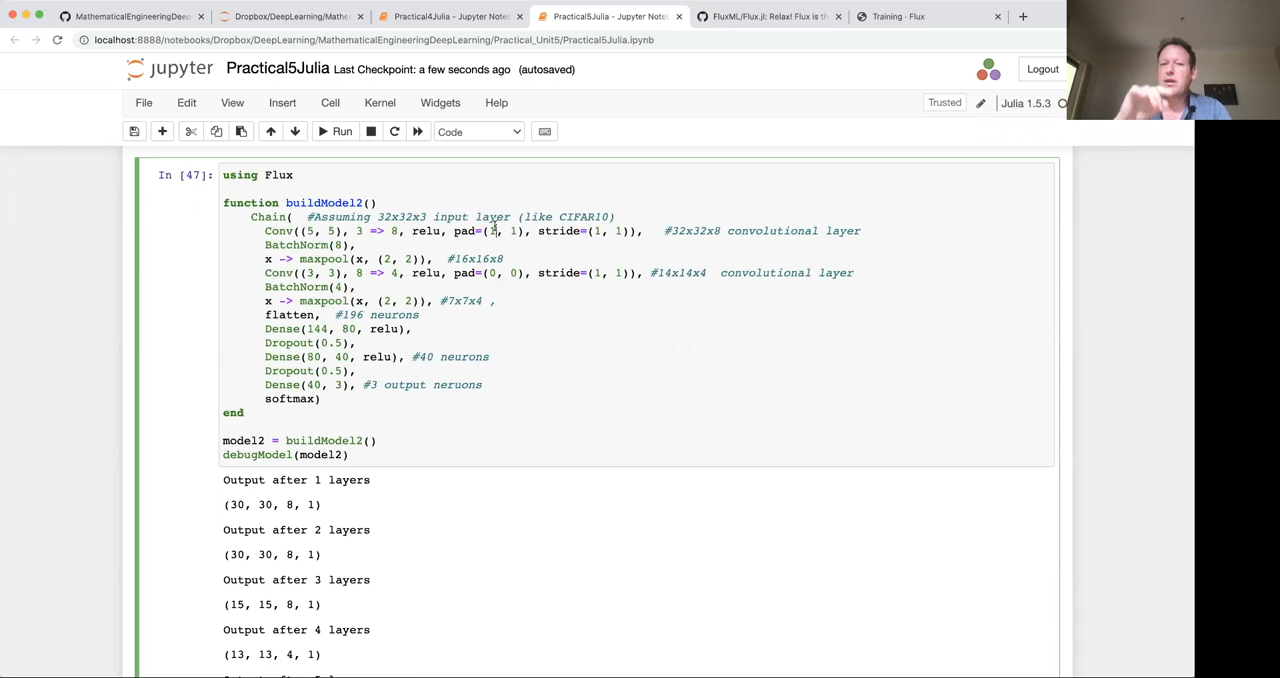 MathematicalEngineeringDeep
Dropbox/DeepLearning/Mathe
Practical4Julia - Jupyter Note
Practical5Julia - Jupyter Note
FluxML/Flux.jl: Relax! Flux is th
Training · Flux
localhost:8888/notebooks/Dropbox/DeepLearning/MathematicalEngineeringDeepLearning/Practical_Unit5/Practical5Julia.ipynb
jupyter Practical5Julia Last Checkpoint: a few seconds ago (autosaved) Logout
File Edit View Insert Cell Kernel Widgets Help Trusted Julia 1.5.3
Run Code
In [47]: using Flux
function buildModel2()
Chain( #Assuming 32x32x3 input layer (like CIFAR10)
Conv((5, 5), 3 => 8, relu, pad=(1, 1), stride=(1, 1)), #32x32x8 convolutional layer
BatchNorm(8),
x -> maxpool(x, (2, 2)), #16x16x8
Conv((3, 3), 8 => 4, relu, pad=(0, 0), stride=(1, 1)), #14x14x4 convolutional layer
BatchNorm(4),
x -> maxpool(x, (2, 2)), #7x7x4 ,
flatten, #196 neurons
Dense(144, 80, relu),
Dropout(0.5),
Dense(80, 40, relu), #40 neurons
Dropout(0.5),
Dense(40, 3), #3 output neruons
softmax)
end
model2 = buildModel2()
debugModel(model2)
Output after 1 layers
(30, 30, 8, 1)
Output after 2 layers
(30, 30, 8, 1)
Output after 3 layers
(15, 15, 8, 1)
Output after 4 layers
(13, 13, 4, 1)